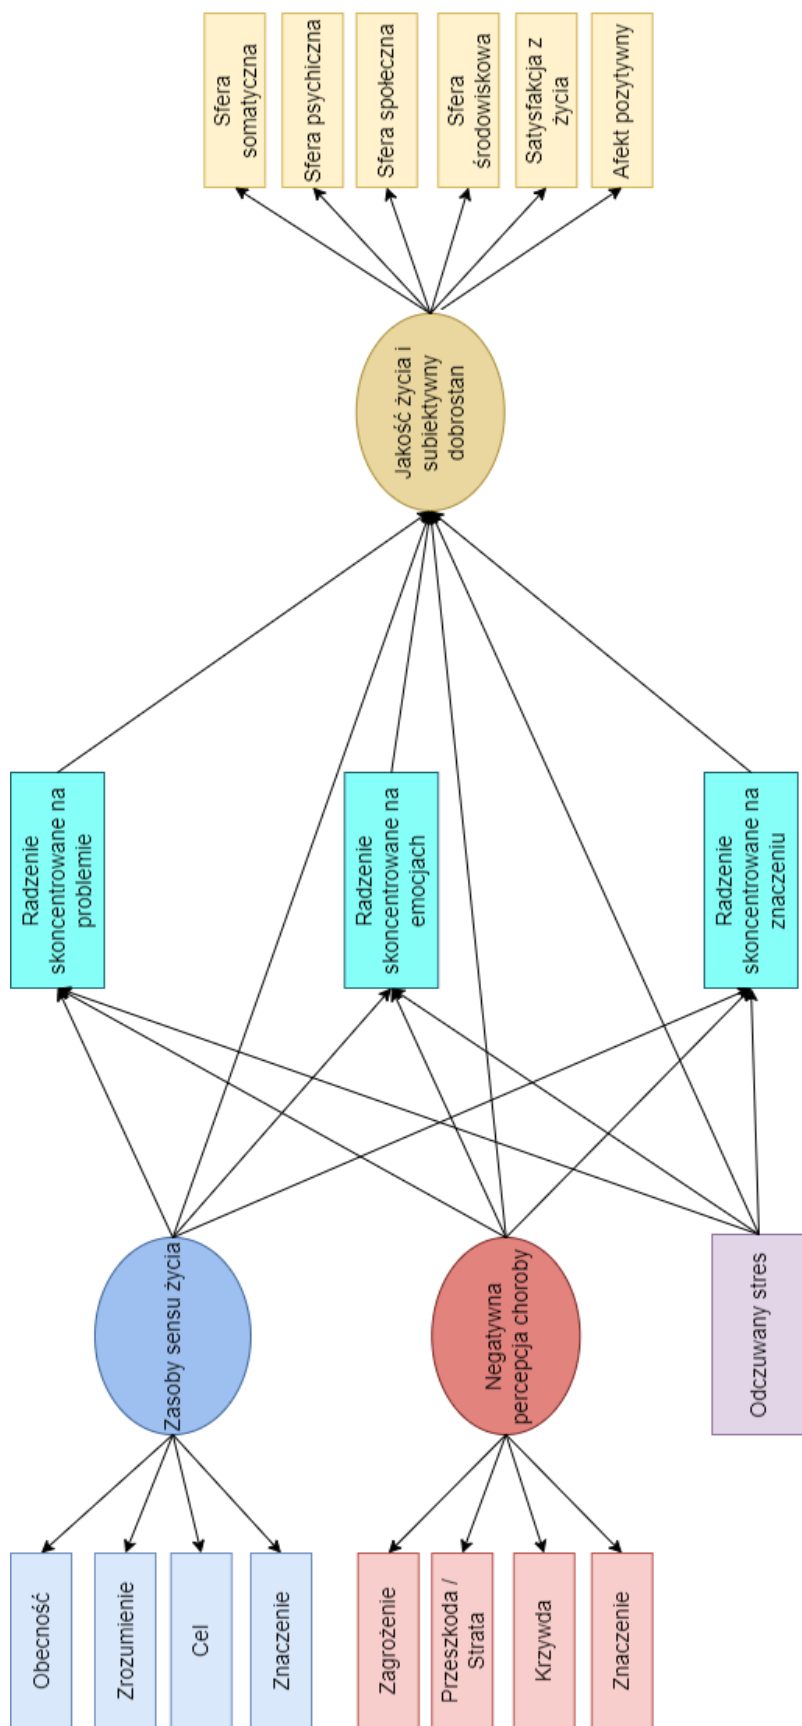 Obecność
Zrozumienie
Cel
Znaczenie
Zagrożenie
Przeszkoda /
Strata
Krzywda
Znaczenie
Zasoby sensu życia
Negatywna
percepcja choroby
Odczuwany stres
Radzenie
skoncentrowane na
problemie
Radzenie
skoncentrowane na
emocjach
Radzenie
skoncentrowane na
znaczeniu
Jakość życia i
subiektywny
dobrostan
Sfera
somatyczna
Sfera psychiczna
Sfera społeczna
Sfera
środowiskowa
Satysfakcja z
życia
Afekt pozytywny